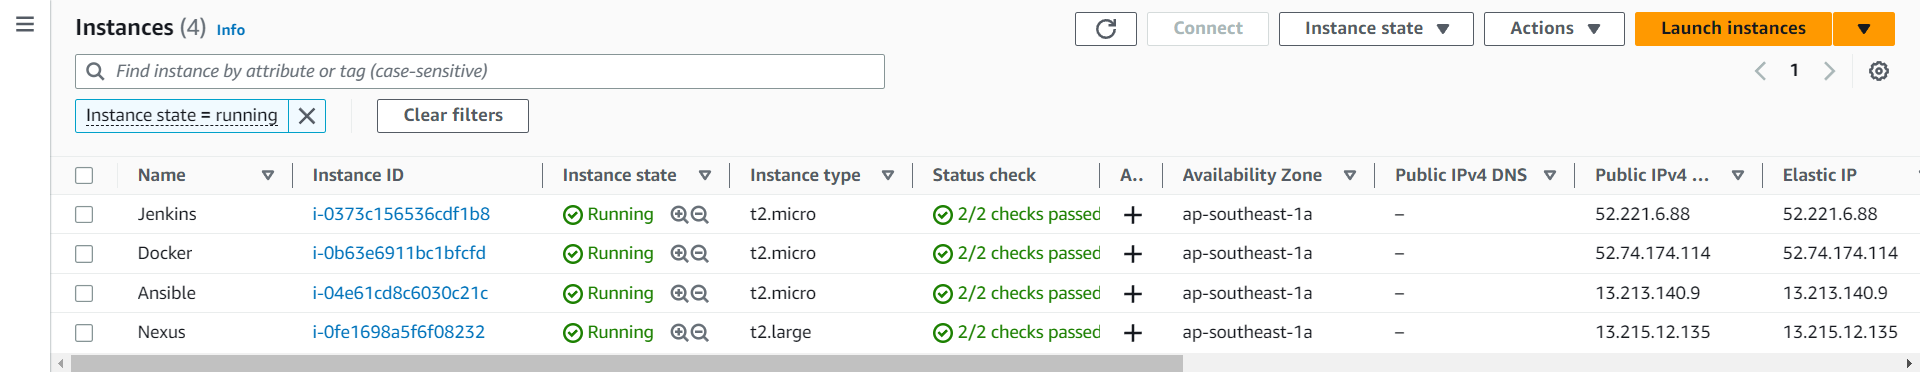 Instances (4) Info
Connect Instance state Actions Launch instances
Find instance by attribute or tag (case-sensitive)
1
Instance state = running Clear filters
Name Instance ID Instance state Instance type Status check A.. Availability Zone Public IPv4 DNS Public IPv4 ... Elastic IP
Jenkins i-0373c156536cdf1b8 Running t2.micro 2/2 checks passed ap-southeast-1a – 52.221.6.88 52.221.6.88
Docker i-0b63e6911bc1bfcfd Running t2.micro 2/2 checks passed ap-southeast-1a – 52.74.174.114 52.74.174.114
Ansible i-04e61cd8c6030c21c Running t2.micro 2/2 checks passed ap-southeast-1a – 13.213.140.9 13.213.140.9
Nexus i-0fe1698a5f6f08232 Running t2.large 2/2 checks passed ap-southeast-1a – 13.215.12.135 13.215.12.135